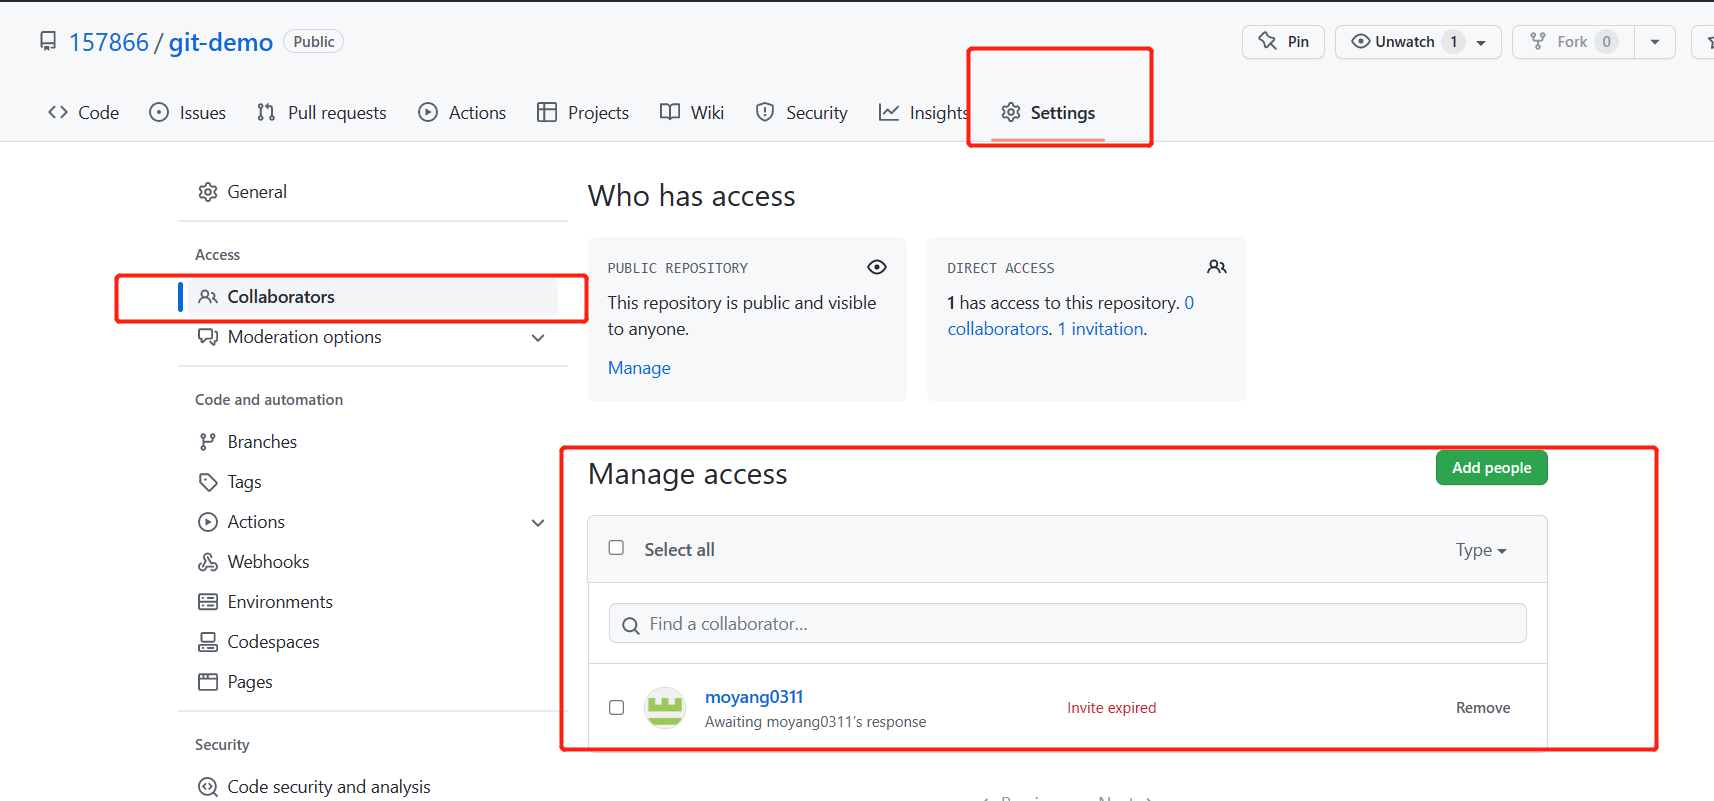 157866 / git-demo Public
Pin Unwatch 1 Fork 0
Code Issues Pull requests Actions Projects Wiki Security Insights Settings
General
Access
Collaborators
Moderation options
Code and automation
Branches
Tags
Actions
Webhooks
Environments
Codespaces
Pages
Security
Code security and analysis
Who has access
PUBLIC REPOSITORY
This repository is public and visible
to anyone.
Manage
DIRECT ACCESS
1 has access to this repository. 0
collaborators. 1 invitation.
Manage access
Add people
Select all
Type
Find a collaborator...
moyang0311
Awaiting moyang0311's response
Invite expired
Remove